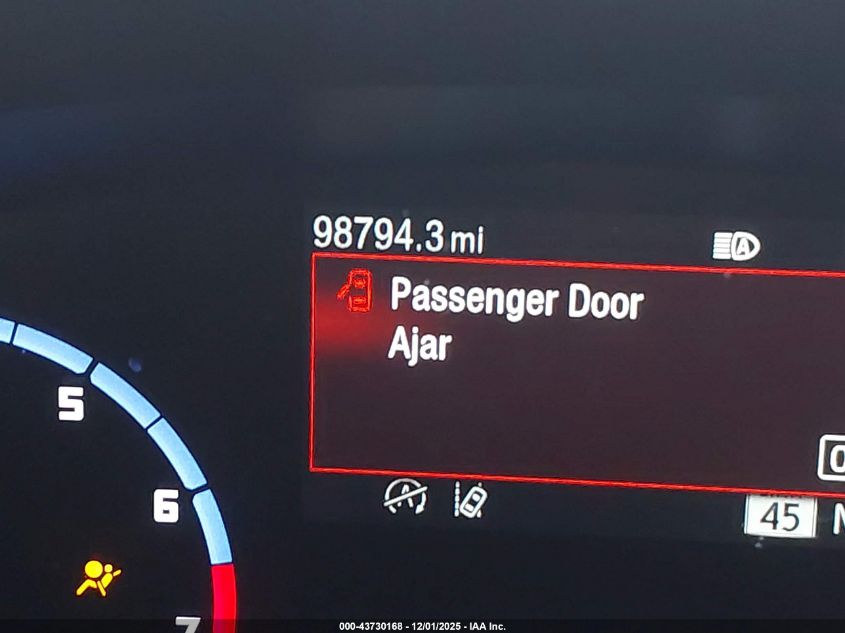 98794.3 mi
Passenger Door
Ajar
5
6
45
7
000-43730168 - 12/01/2025 - IAA Inc.